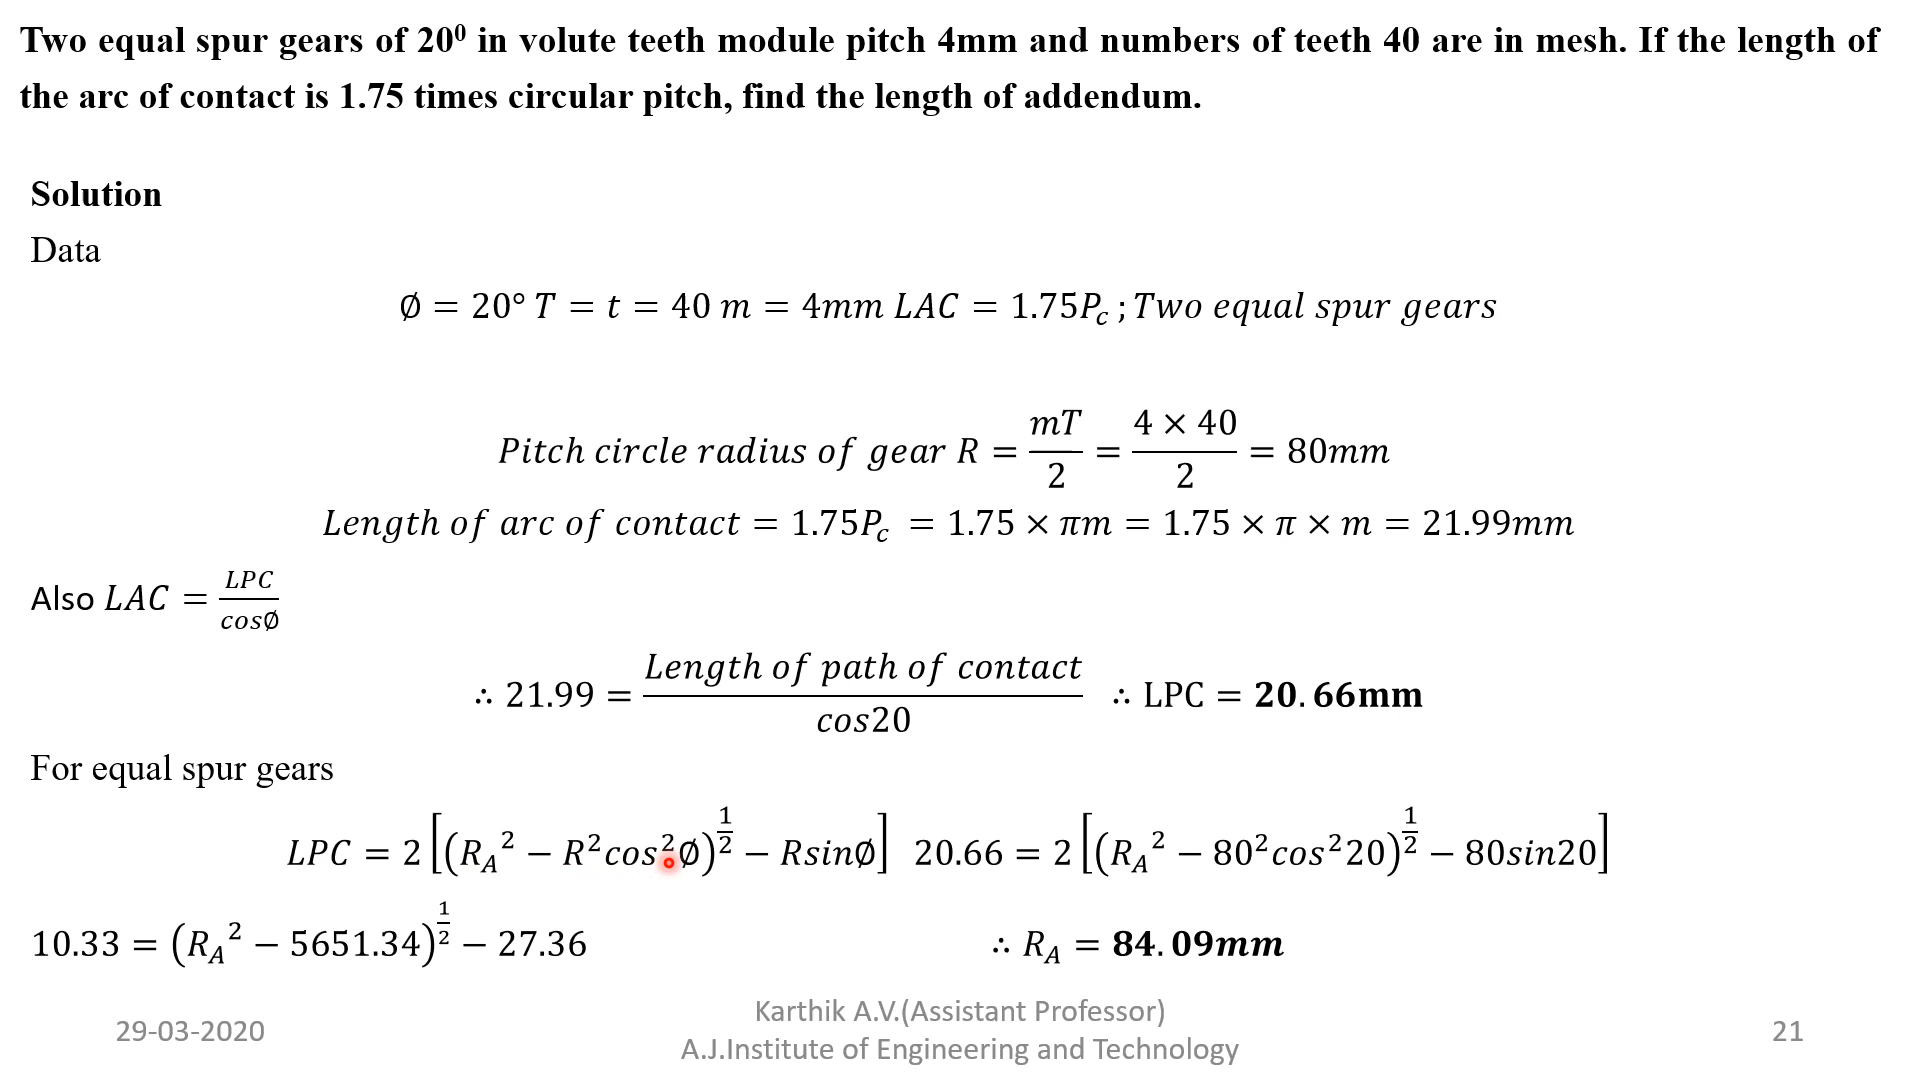 Two equal spur gears of 20⁰ in volute teeth module pitch 4mm and numbers of teeth 40 are in mesh. If the length of
the arc of contact is 1.75 times circular pitch, find the length of addendum.
Solution
Data
∅ = 20° T = t = 40 m = 4mm LAC = 1.75P_c ; Two equal spur gears
Pitch circle radius of gear R = mT/2 = (4 × 40)/2 = 80mm
Length of arc of contact = 1.75P_c = 1.75 × πm = 1.75 × π × m = 21.99mm
Also LAC = LPC/cos∅
∴ 21.99 = Length of path of contact/cos20 ∴ LPC = 20.66mm
For equal spur gears
LPC = 2[(R_A² − R²cos²∅)^(1/2) − Rsin∅] 20.66 = 2[(R_A² − 80²cos²20)^(1/2) − 80sin20]
10.33 = (R_A² − 5651.34)^(1/2) − 27.36 ∴ R_A = 84.09mm
29-03-2020
Karthik A.V.(Assistant Professor)
A.J.Institute of Engineering and Technology
21